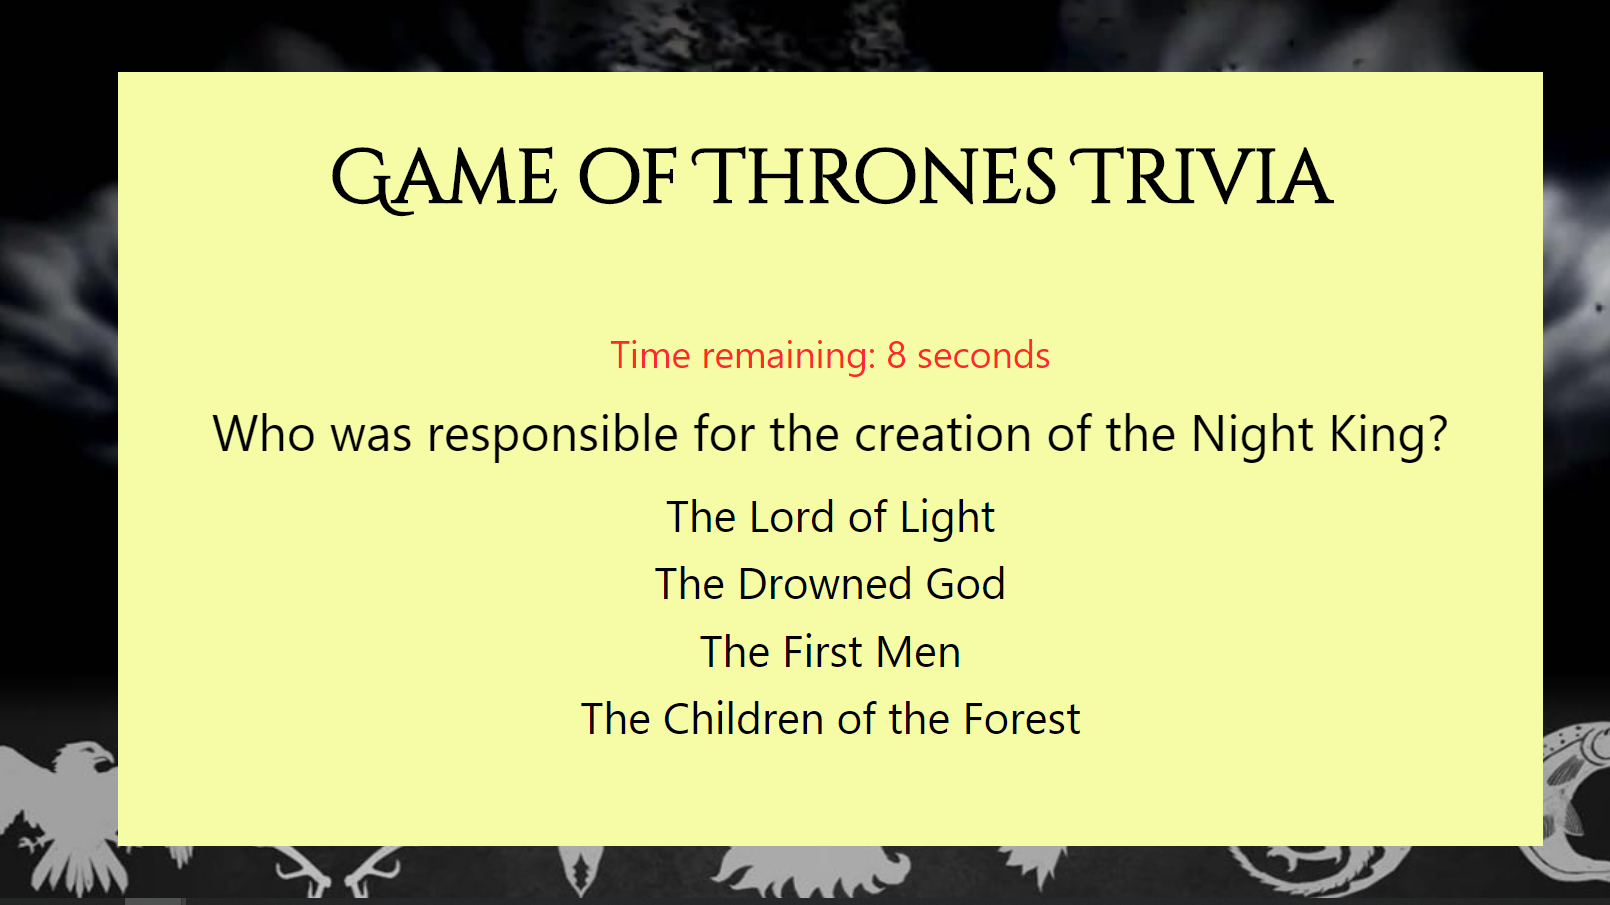 Game of Thrones Trivia
Time remaining: 8 seconds
Who was responsible for the creation of the Night King?
The Lord of Light
The Drowned God
The First Men
The Children of the Forest